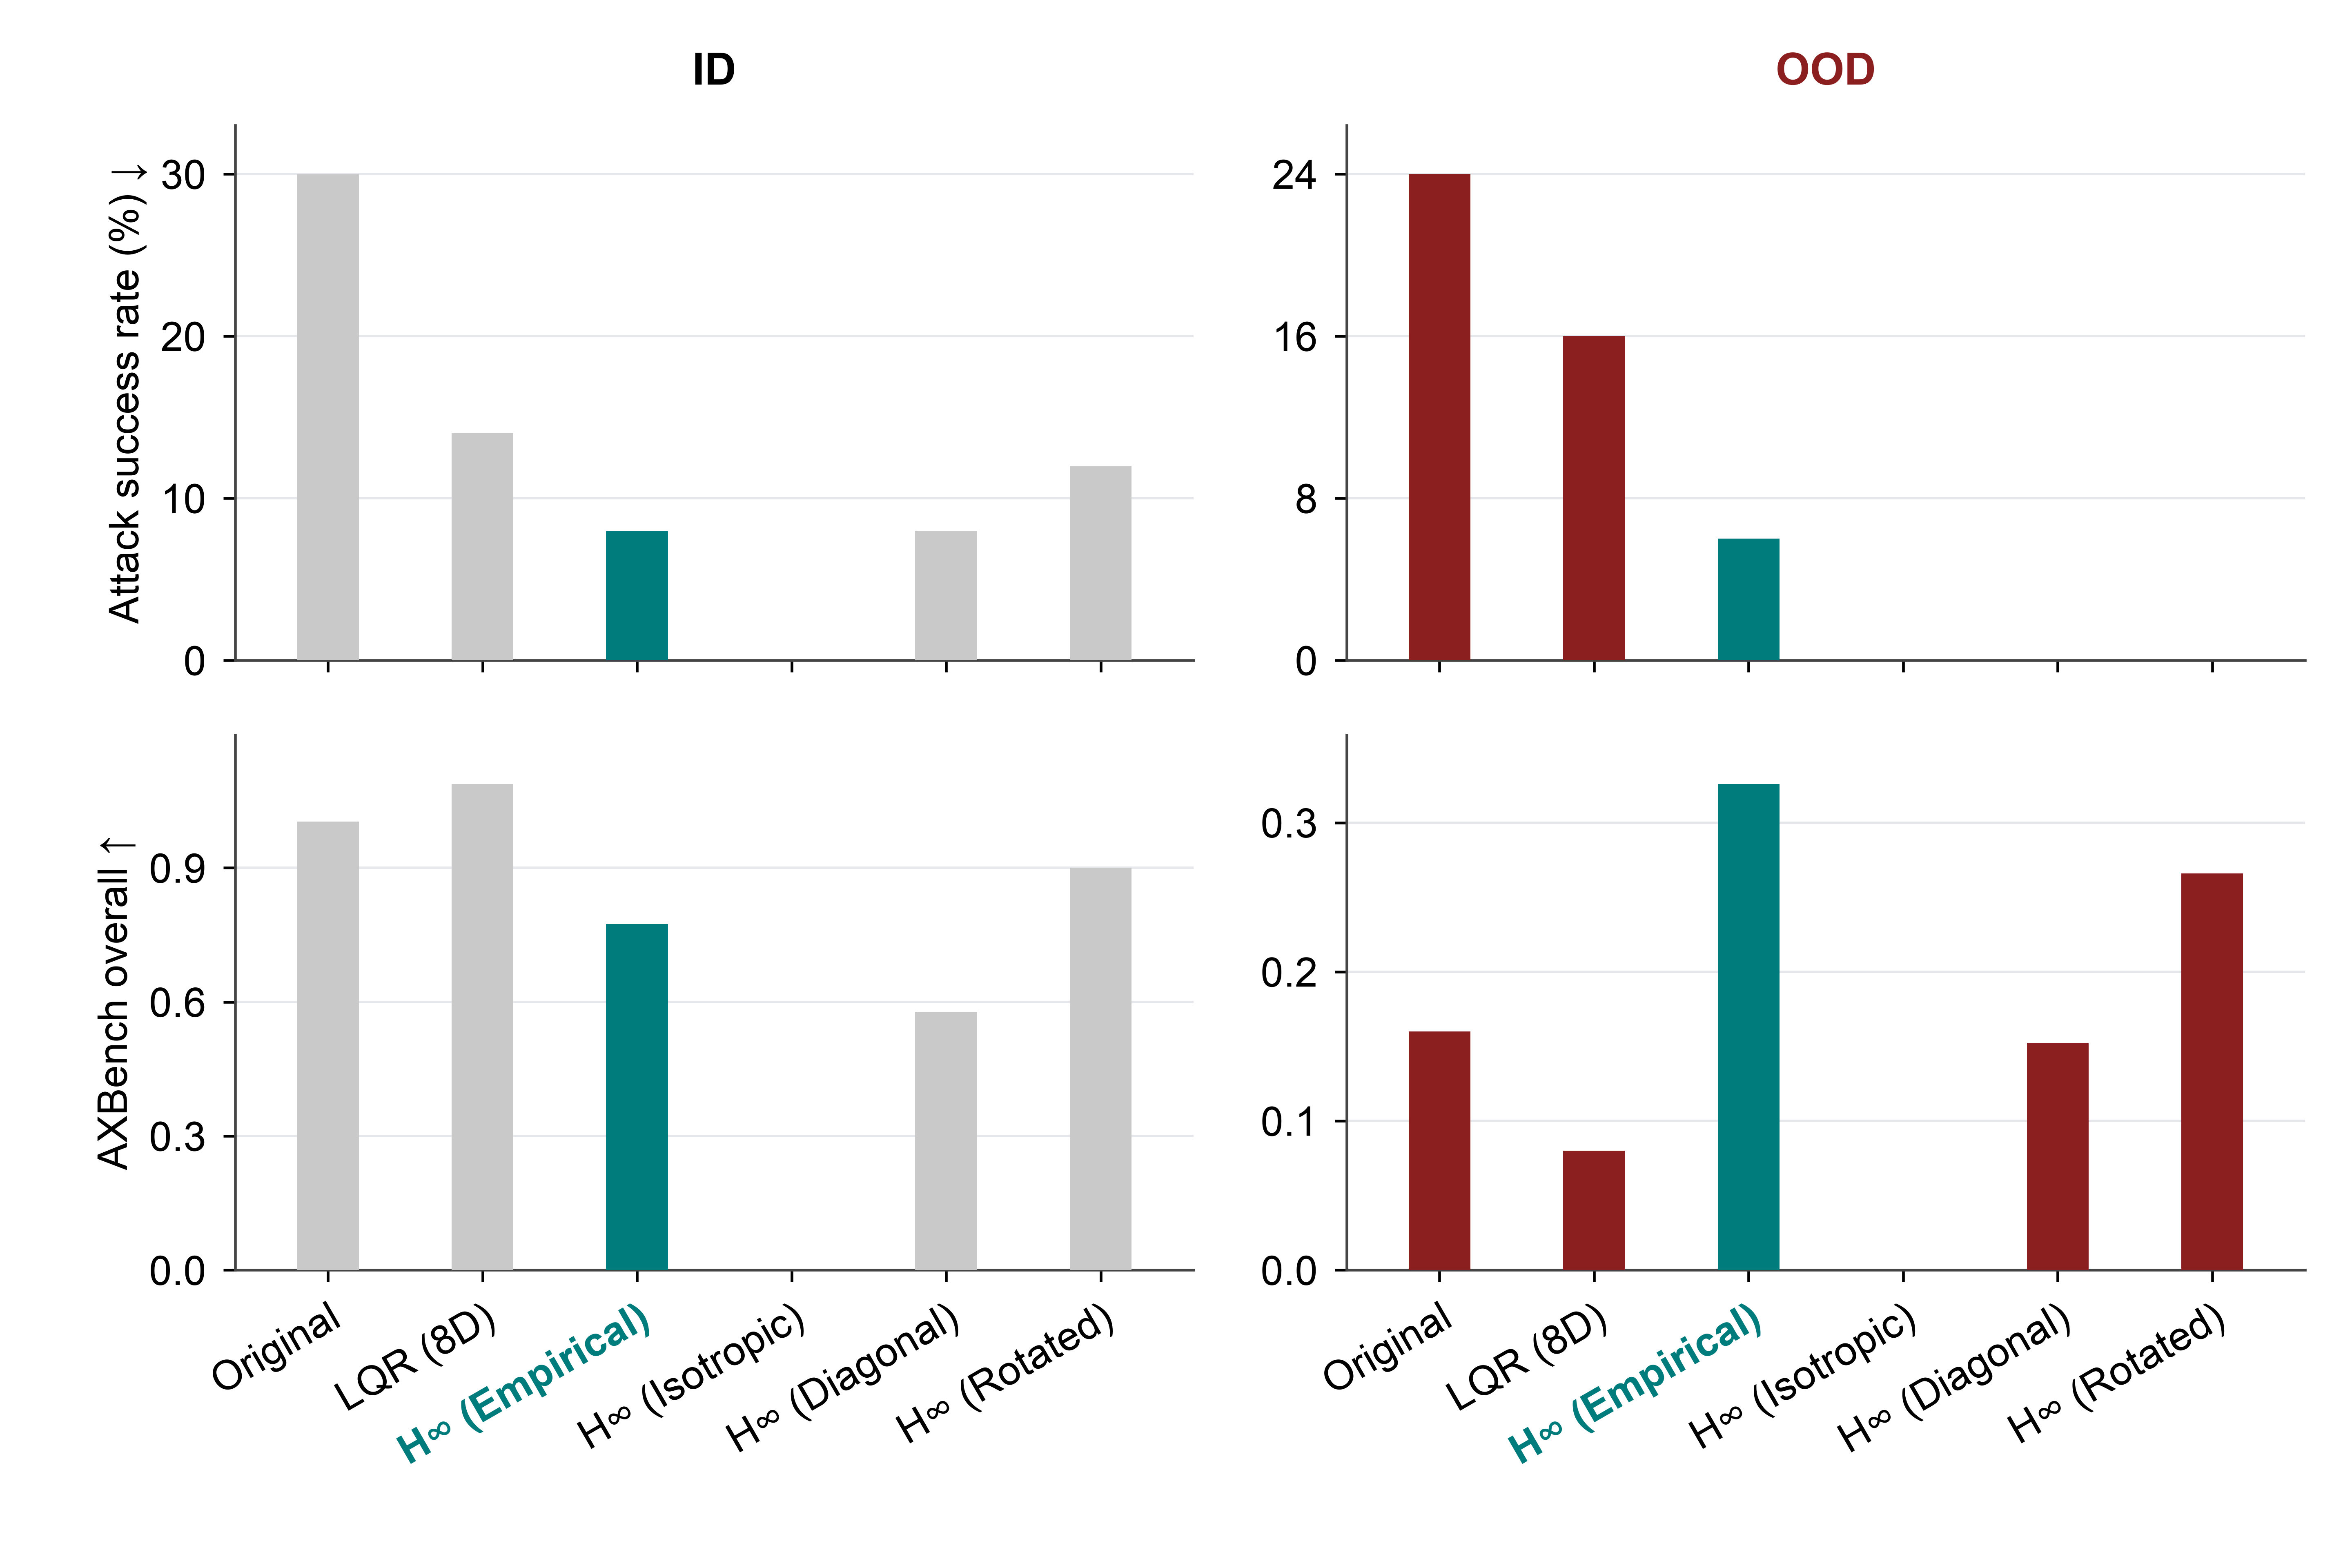 ID
OOD
Attack success rate (%) ↓
30
20
10
0
24
16
8
0
AXBench overall ↑
0.9
0.6
0.3
0.0
0.3
0.2
0.1
0.0
Original
LQR (8D)
H∞ (Empirical)
H∞ (Isotropic)
H∞ (Diagonal)
H∞ (Rotated)
Original
LQR (8D)
H∞ (Empirical)
H∞ (Isotropic)
H∞ (Diagonal)
H∞ (Rotated)